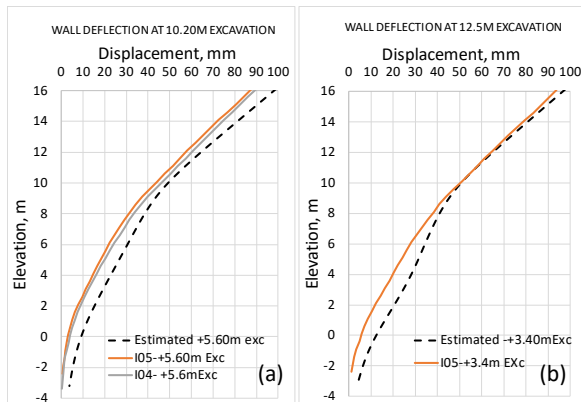 WALL DEFLECTION AT 10.20M EXCAVATION
Displacement, mm
0 10 20 30 40 50 60 70 80 90 100
16
14
12
10
8
6
4
2
0
-2
-4
Elevation, m
Estimated +5.60m exc
I05-+5.60m Exc
I04- +5.6mExc
(a)
WALL DEFLECTION AT 12.5M EXCAVATION
Displacement, mm
0 10 20 30 40 50 60 70 80 90 100
16
14
12
10
8
6
4
2
0
-2
-4
Elevation, m
Estimated -+3.40mExc
I05-+3.4m EXc
(b)